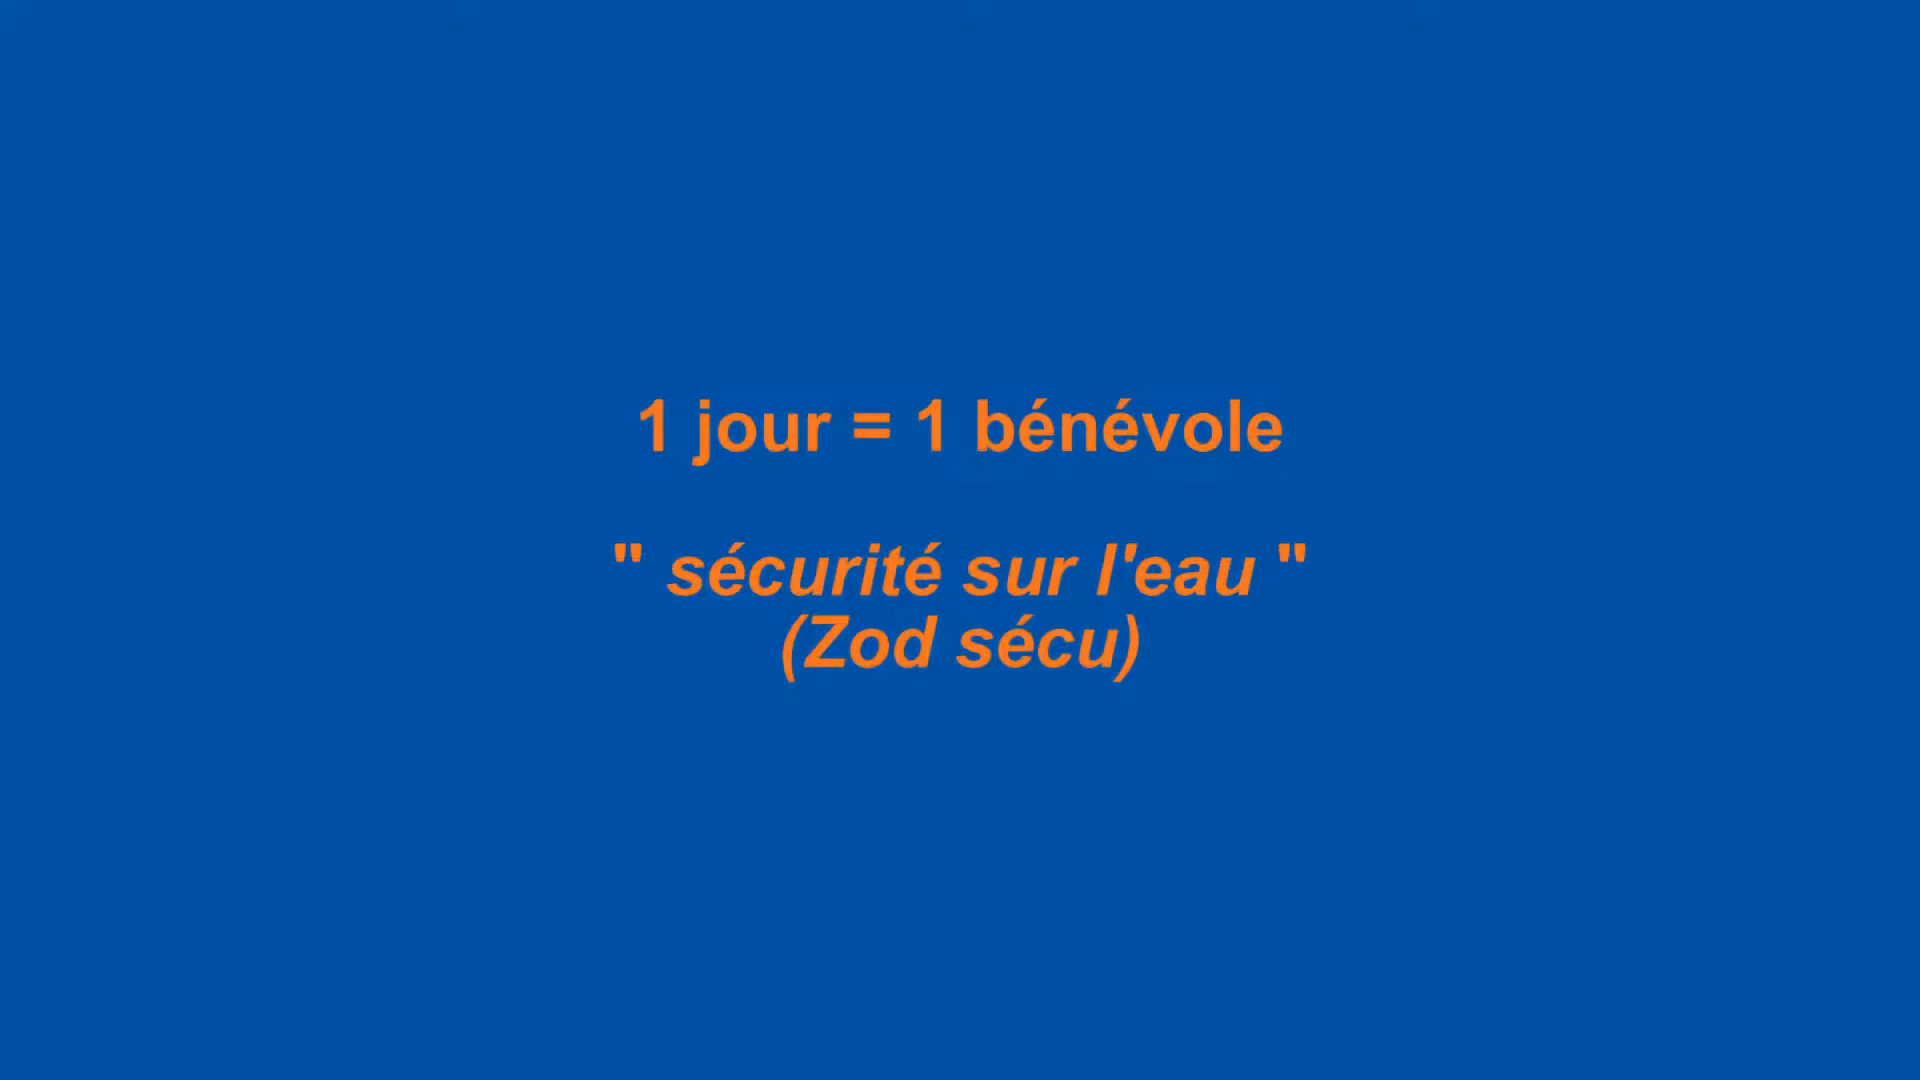 1 jour = 1 bénévole
" sécurité sur l'eau "
(Zod sécu)